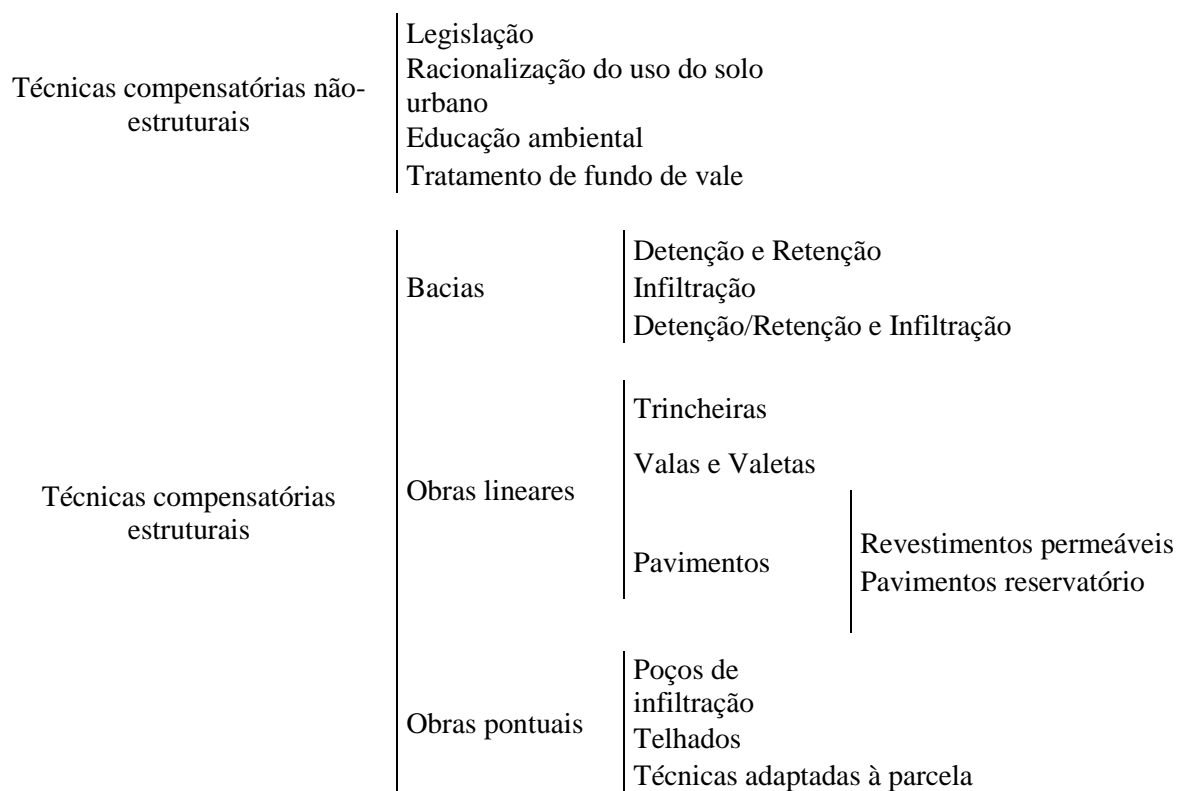 Técnicas compensatórias não-
estruturais
Legislação
Racionalização do uso do solo
urbano
Educação ambiental
Tratamento de fundo de vale
Técnicas compensatórias
estruturais
Bacias
Detenção e Retenção
Infiltração
Detenção/Retenção e Infiltração
Obras lineares
Trincheiras
Valas e Valetas
Pavimentos
Revestimentos permeáveis
Pavimentos reservatório
Obras pontuais
Poços de
infiltração
Telhados
Técnicas adaptadas à parcela